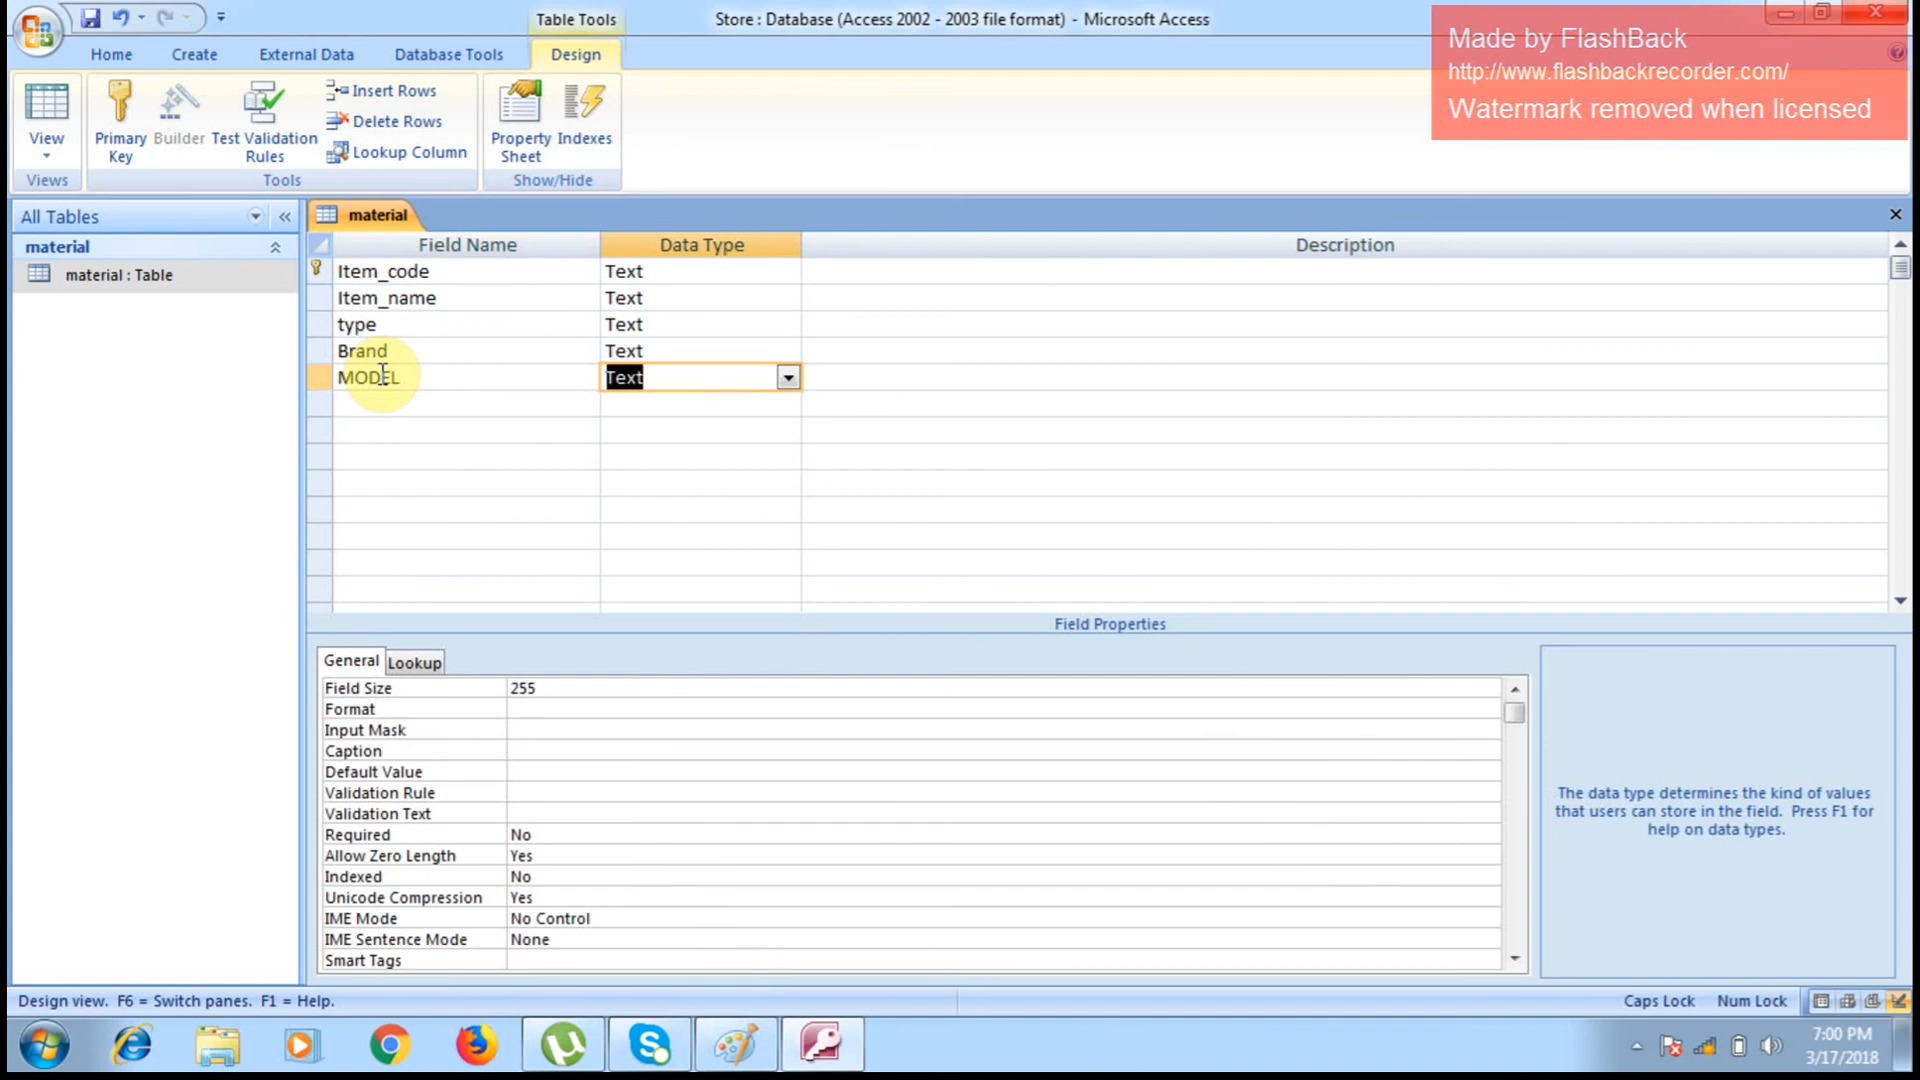 Table Tools
Store : Database (Access 2002 - 2003 file format) - Microsoft Access
Made by FlashBack
http://www.flashbackrecorder.com/
Watermark removed when licensed
Home
Create
External Data
Database Tools
Design
View
Primary Key
Builder
Test Validation Rules
Insert Rows
Delete Rows
Lookup Column
Property Sheet
Indexes
Views
Tools
Show/Hide
All Tables
material
material
material : Table
Field Name
Data Type
Description
Item_code
Text
Item_name
Text
type
Text
Brand
Text
MODEL
Text
Field Properties
General
Lookup
Field Size
255
Format
Input Mask
Caption
Default Value
Validation Rule
Validation Text
Required
No
Allow Zero Length
Yes
Indexed
No
Unicode Compression
Yes
IME Mode
No Control
IME Sentence Mode
None
Smart Tags
The data type determines the kind of values
that users can store in the field. Press F1 for
help on data types.
Design view. F6 = Switch panes. F1 = Help.
Caps Lock
Num Lock
7:00 PM
3/17/2018